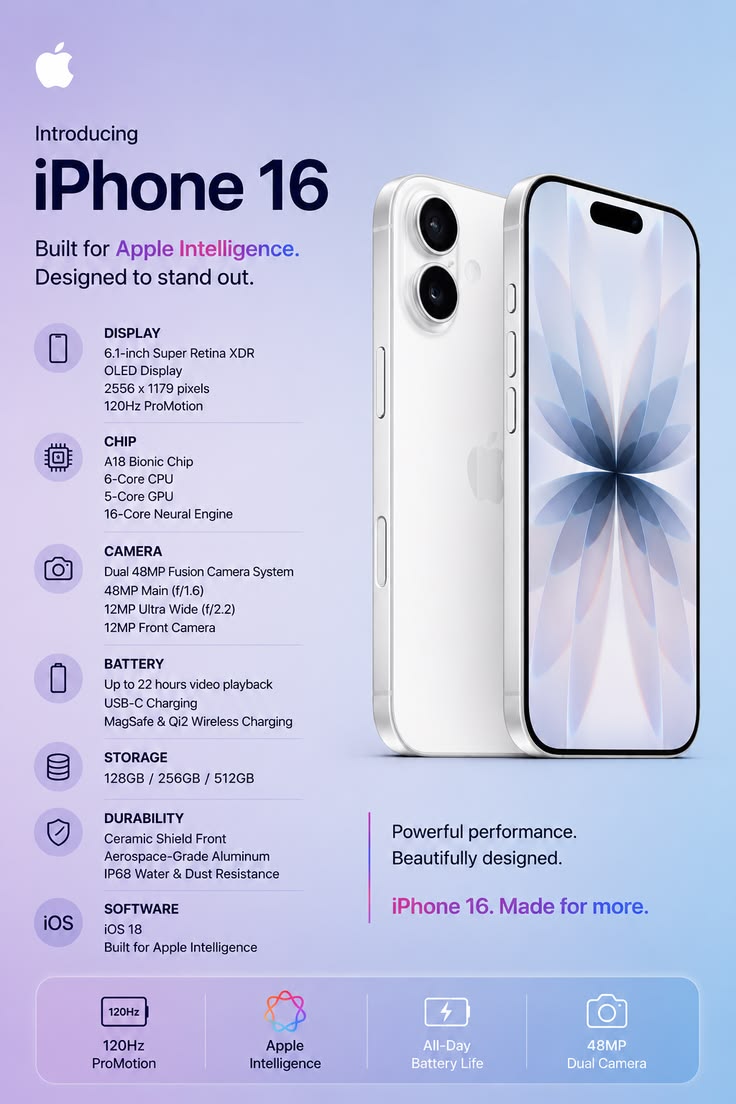 Introducing
iPhone 16
Built for Apple Intelligence.
Designed to stand out.
DISPLAY
6.1-inch Super Retina XDR
OLED Display
2556 x 1179 pixels
120Hz ProMotion
CHIP
A18 Bionic Chip
6-Core CPU
5-Core GPU
16-Core Neural Engine
CAMERA
Dual 48MP Fusion Camera System
48MP Main (f/1.6)
12MP Ultra Wide (f/2.2)
12MP Front Camera
BATTERY
Up to 22 hours video playback
USB-C Charging
MagSafe & Qi2 Wireless Charging
STORAGE
128GB / 256GB / 512GB
DURABILITY
Ceramic Shield Front
Aerospace-Grade Aluminum
IP68 Water & Dust Resistance
iOS
SOFTWARE
iOS 18
Built for Apple Intelligence
Powerful performance.
Beautifully designed.
iPhone 16. Made for more.
120Hz
120Hz
ProMotion
Apple
Intelligence
All-Day
Battery Life
48MP
Dual Camera